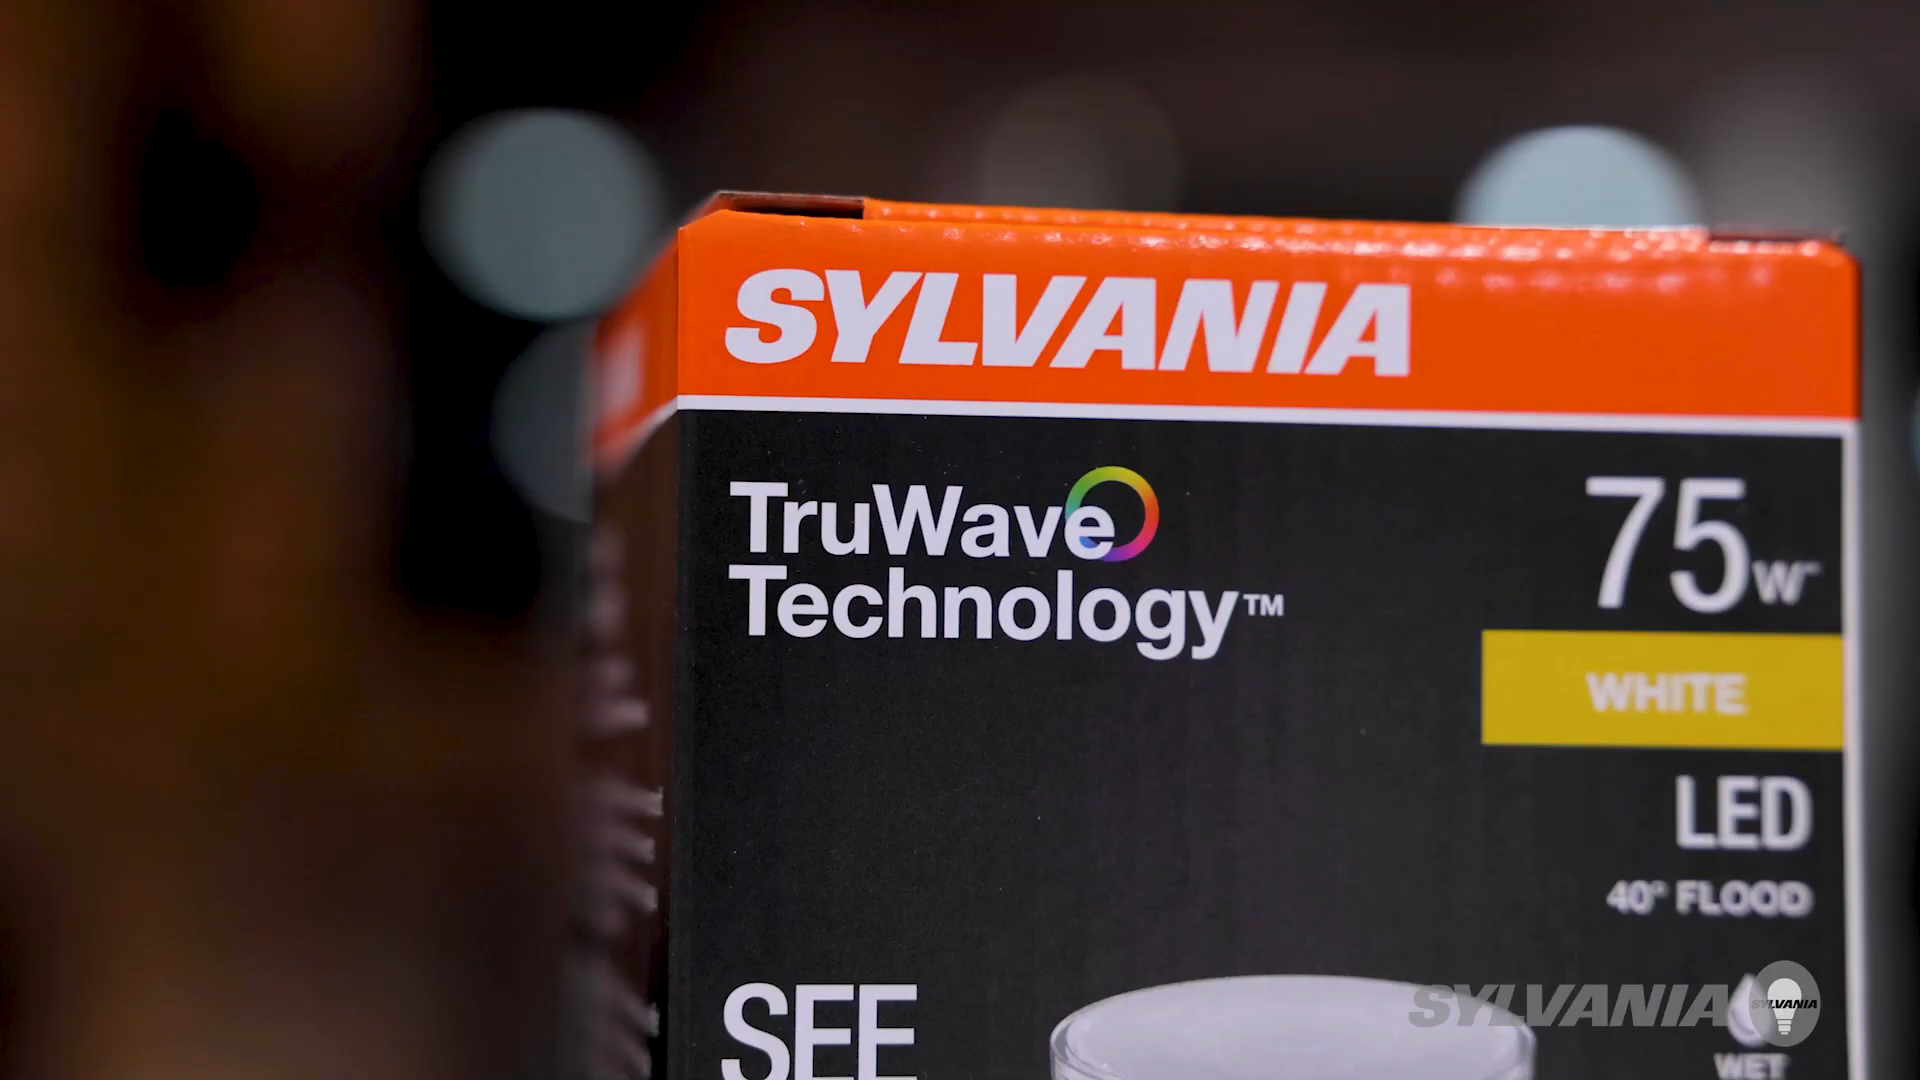 SYLVANIA
TruWave
Technology™
75W
WHITE
LED
40° FLOOD
SEE
WET
SYLVANIA
SYLVANIA